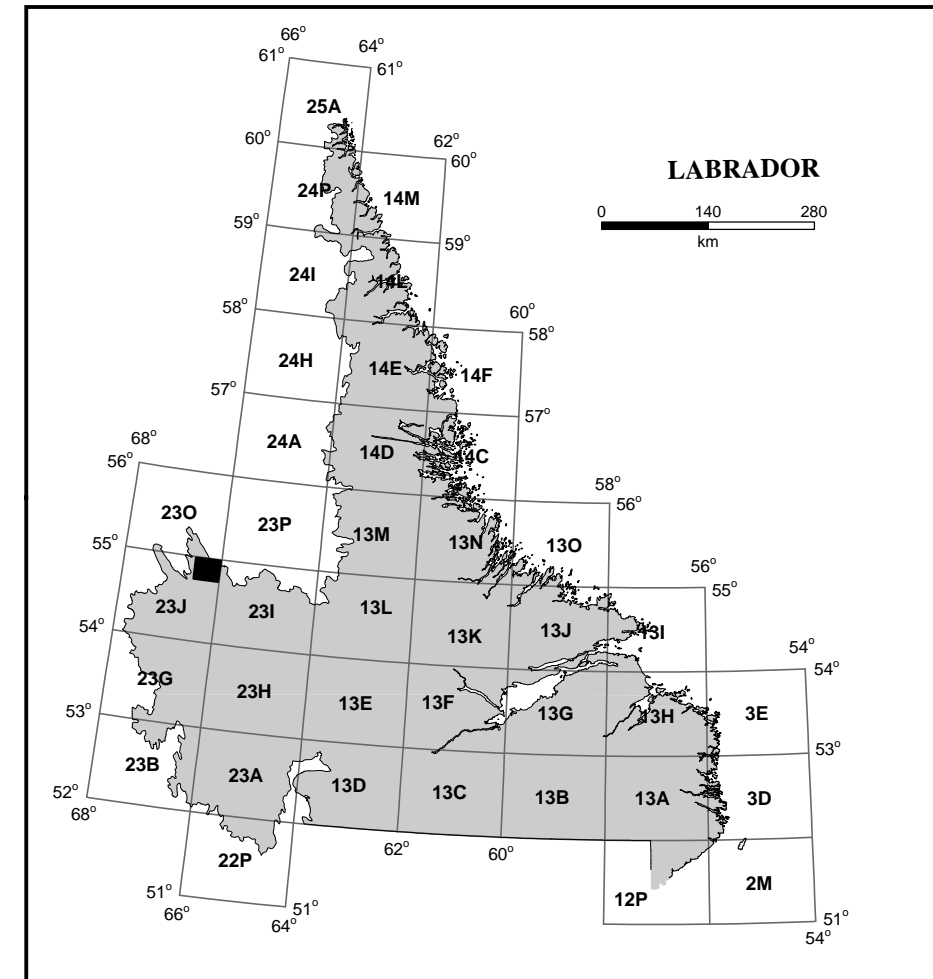 66°
64°
61°
61°
25A
60°
62°
60°
LABRADOR
24P
14M
0 140 280
km
59°
59°
24I
14L
58°
60°
58°
24H
14E
14F
57°
57°
68°
24A
14D
14C
56°
58°
56°
23O
23P
13M
13N
13O
55°
56°
55°
23J
23I
13L
13K
13J
13I
54°
54°
54°
23G
23H
13E
13F
13G
13H
3E
53°
53°
23B
23A
13D
13C
13B
13A
3D
52°
68°
62°
60°
22P
12P
2M
51°
66°
51°
64°
51°
54°